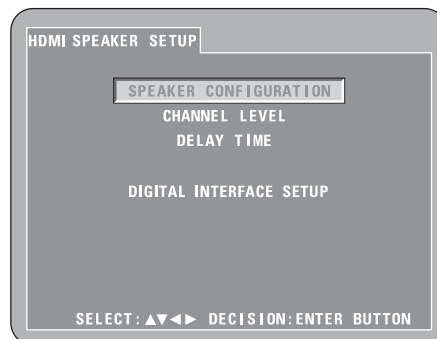 HDMI SPEAKER SETUP
SPEAKER CONFIGURATION
CHANNEL LEVEL
DELAY TIME
DIGITAL INTERFACE SETUP
SELECT:▲▼◀▶ DECISION:ENTER BUTTON